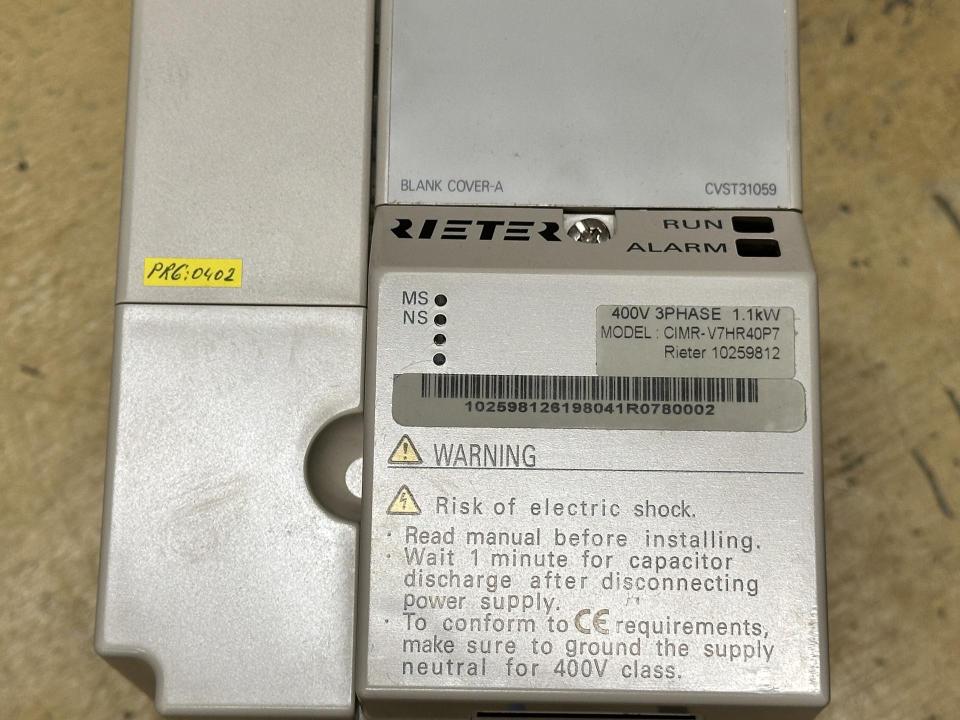 BLANK COVER-A CVST31059
RIETER
RUN
ALARM
PRG:0402
MS
NS
400V 3PHASE 1.1kW
MODEL : CIMR-V7HR40P7
Rieter 10259812
102598126198041R0780002
WARNING
Risk of electric shock.
· Read manual before installing.
· Wait 1 minute for capacitor
discharge after disconnecting
power supply.
· To conform to CE requirements,
make sure to ground the supply
neutral for 400V class.